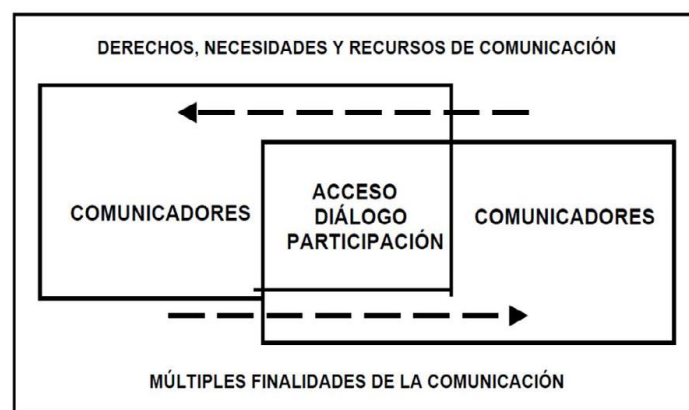 DERECHOS, NECESIDADES Y RECURSOS DE COMUNICACIÓN
COMUNICADORES
ACCESO
DIÁLOGO
PARTICIPACIÓN
COMUNICADORES
MÚLTIPLES FINALIDADES DE LA COMUNICACIÓN